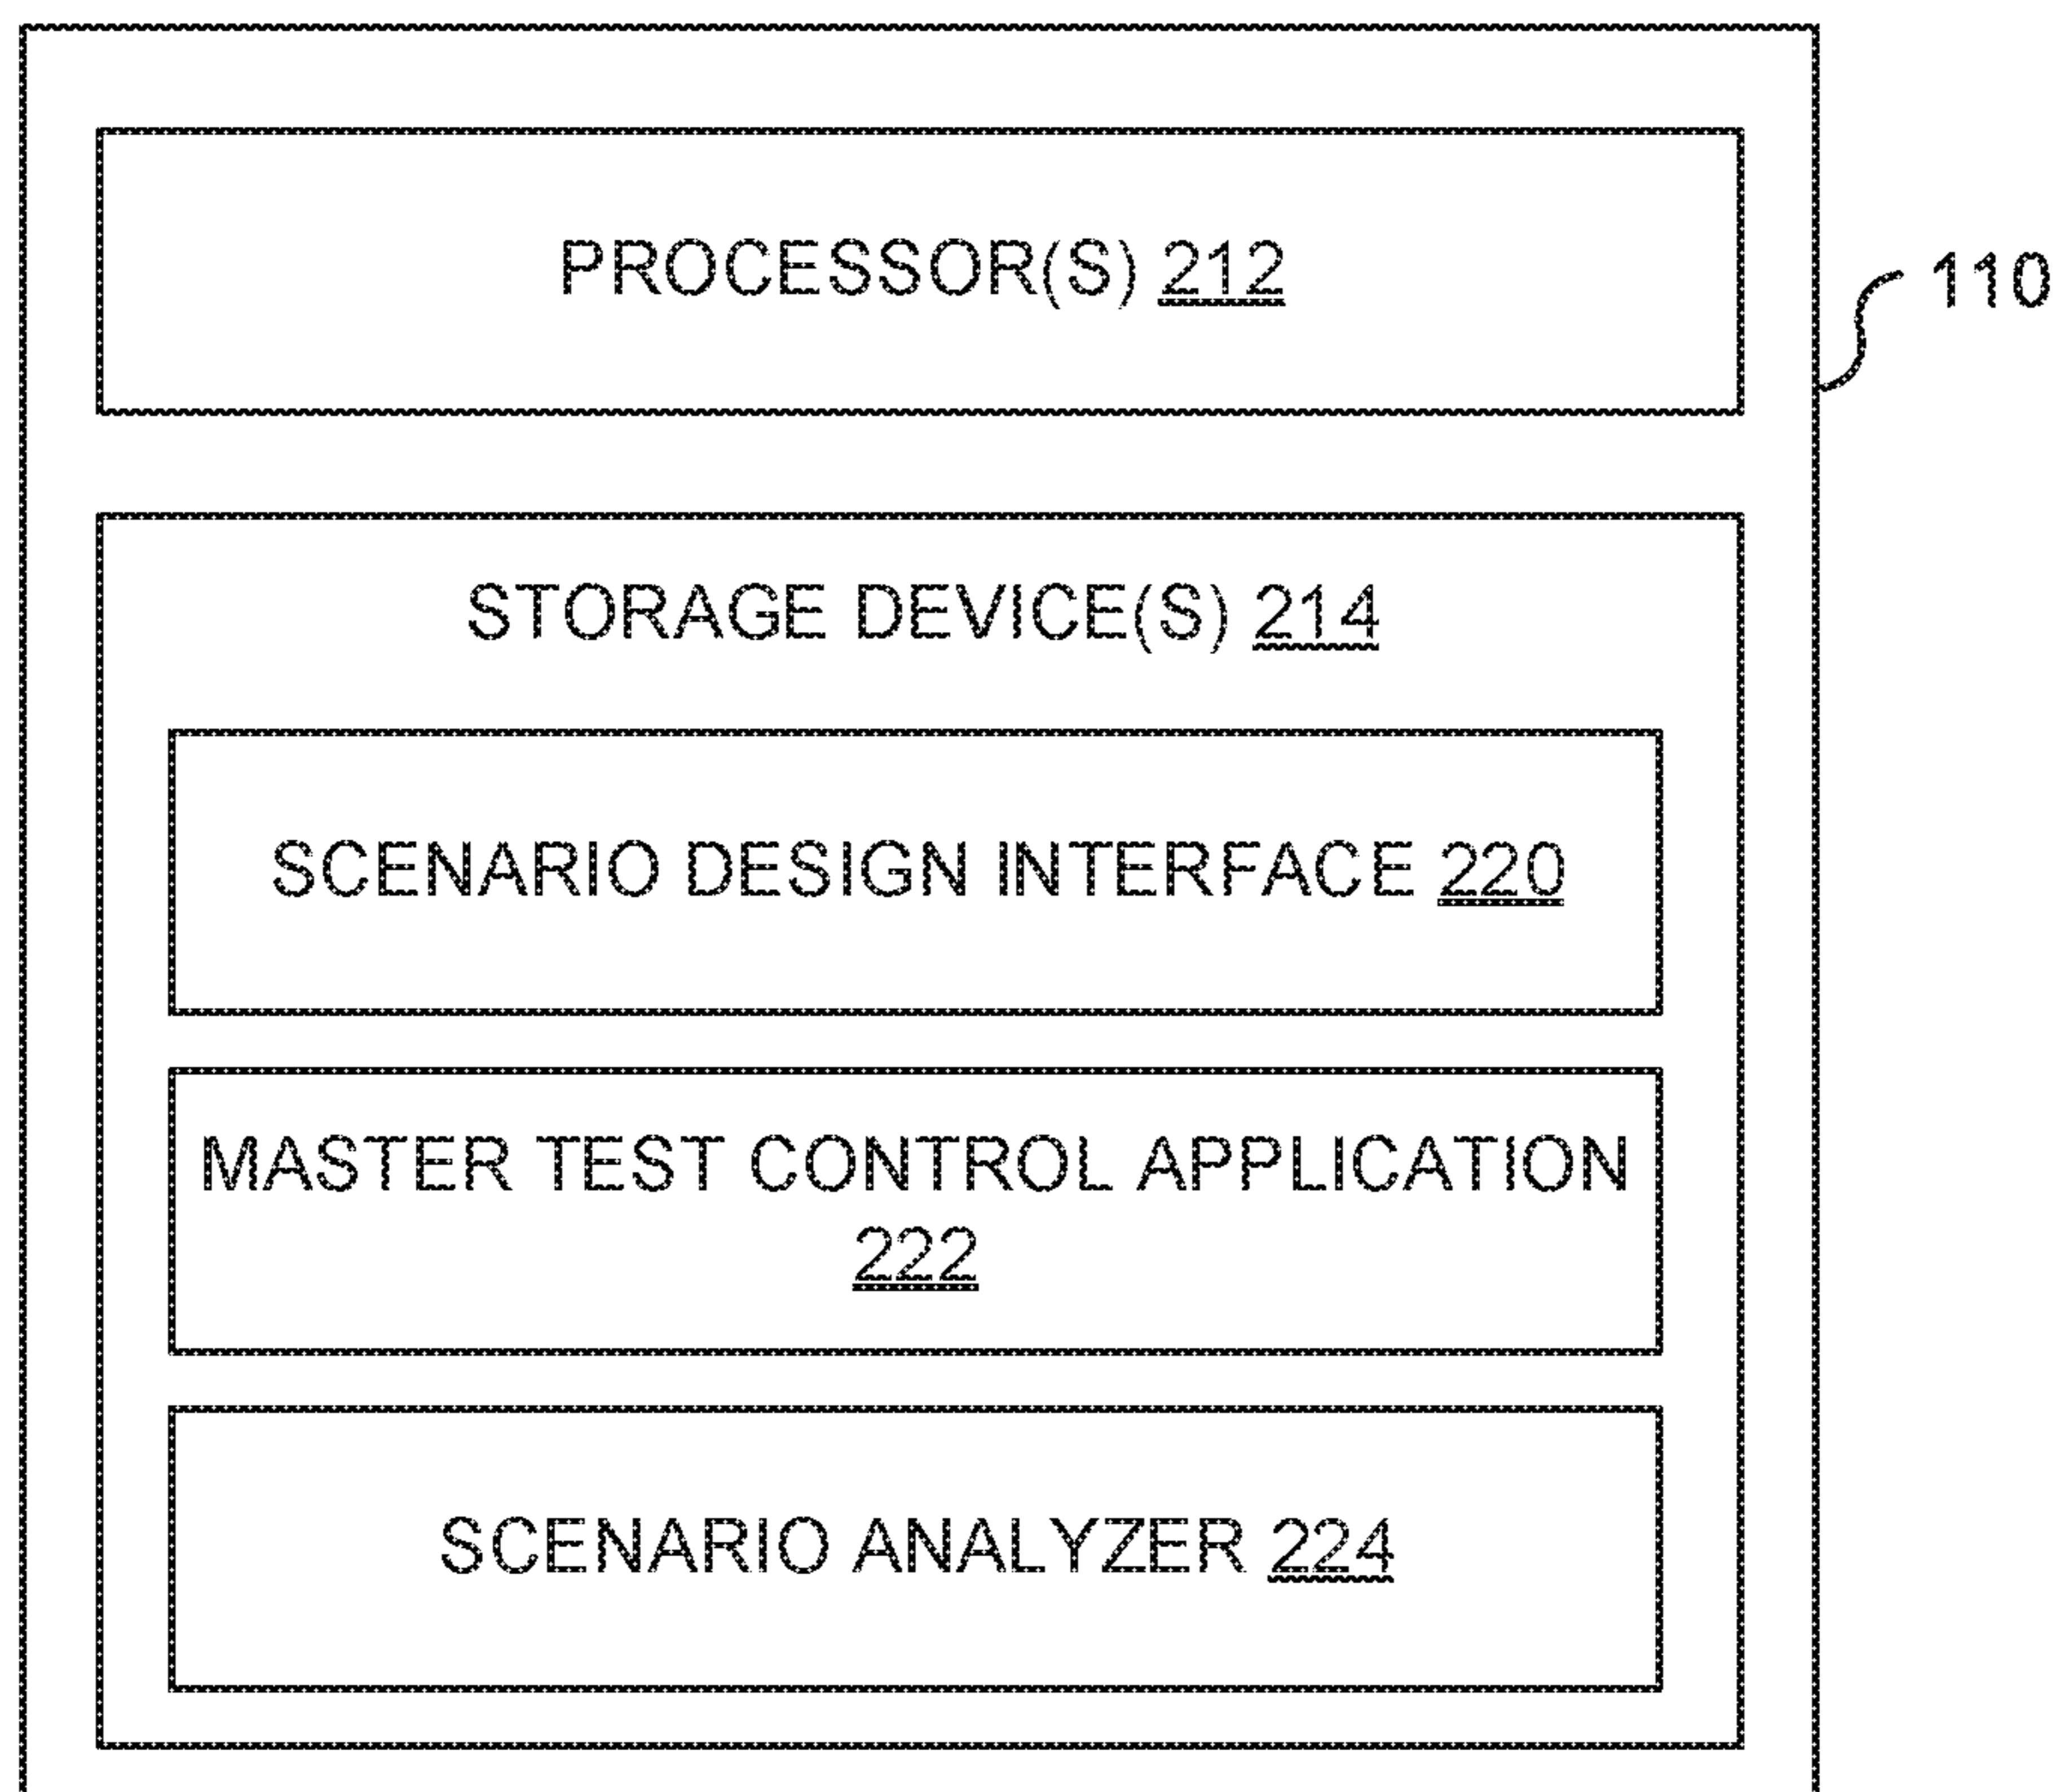 PROCESSOR(S) 212
110
STORAGE DEVICE(S) 214
SCENARIO DESIGN INTERFACE 220
MASTER TEST CONTROL APPLICATION
222
SCENARIO ANALYZER 224